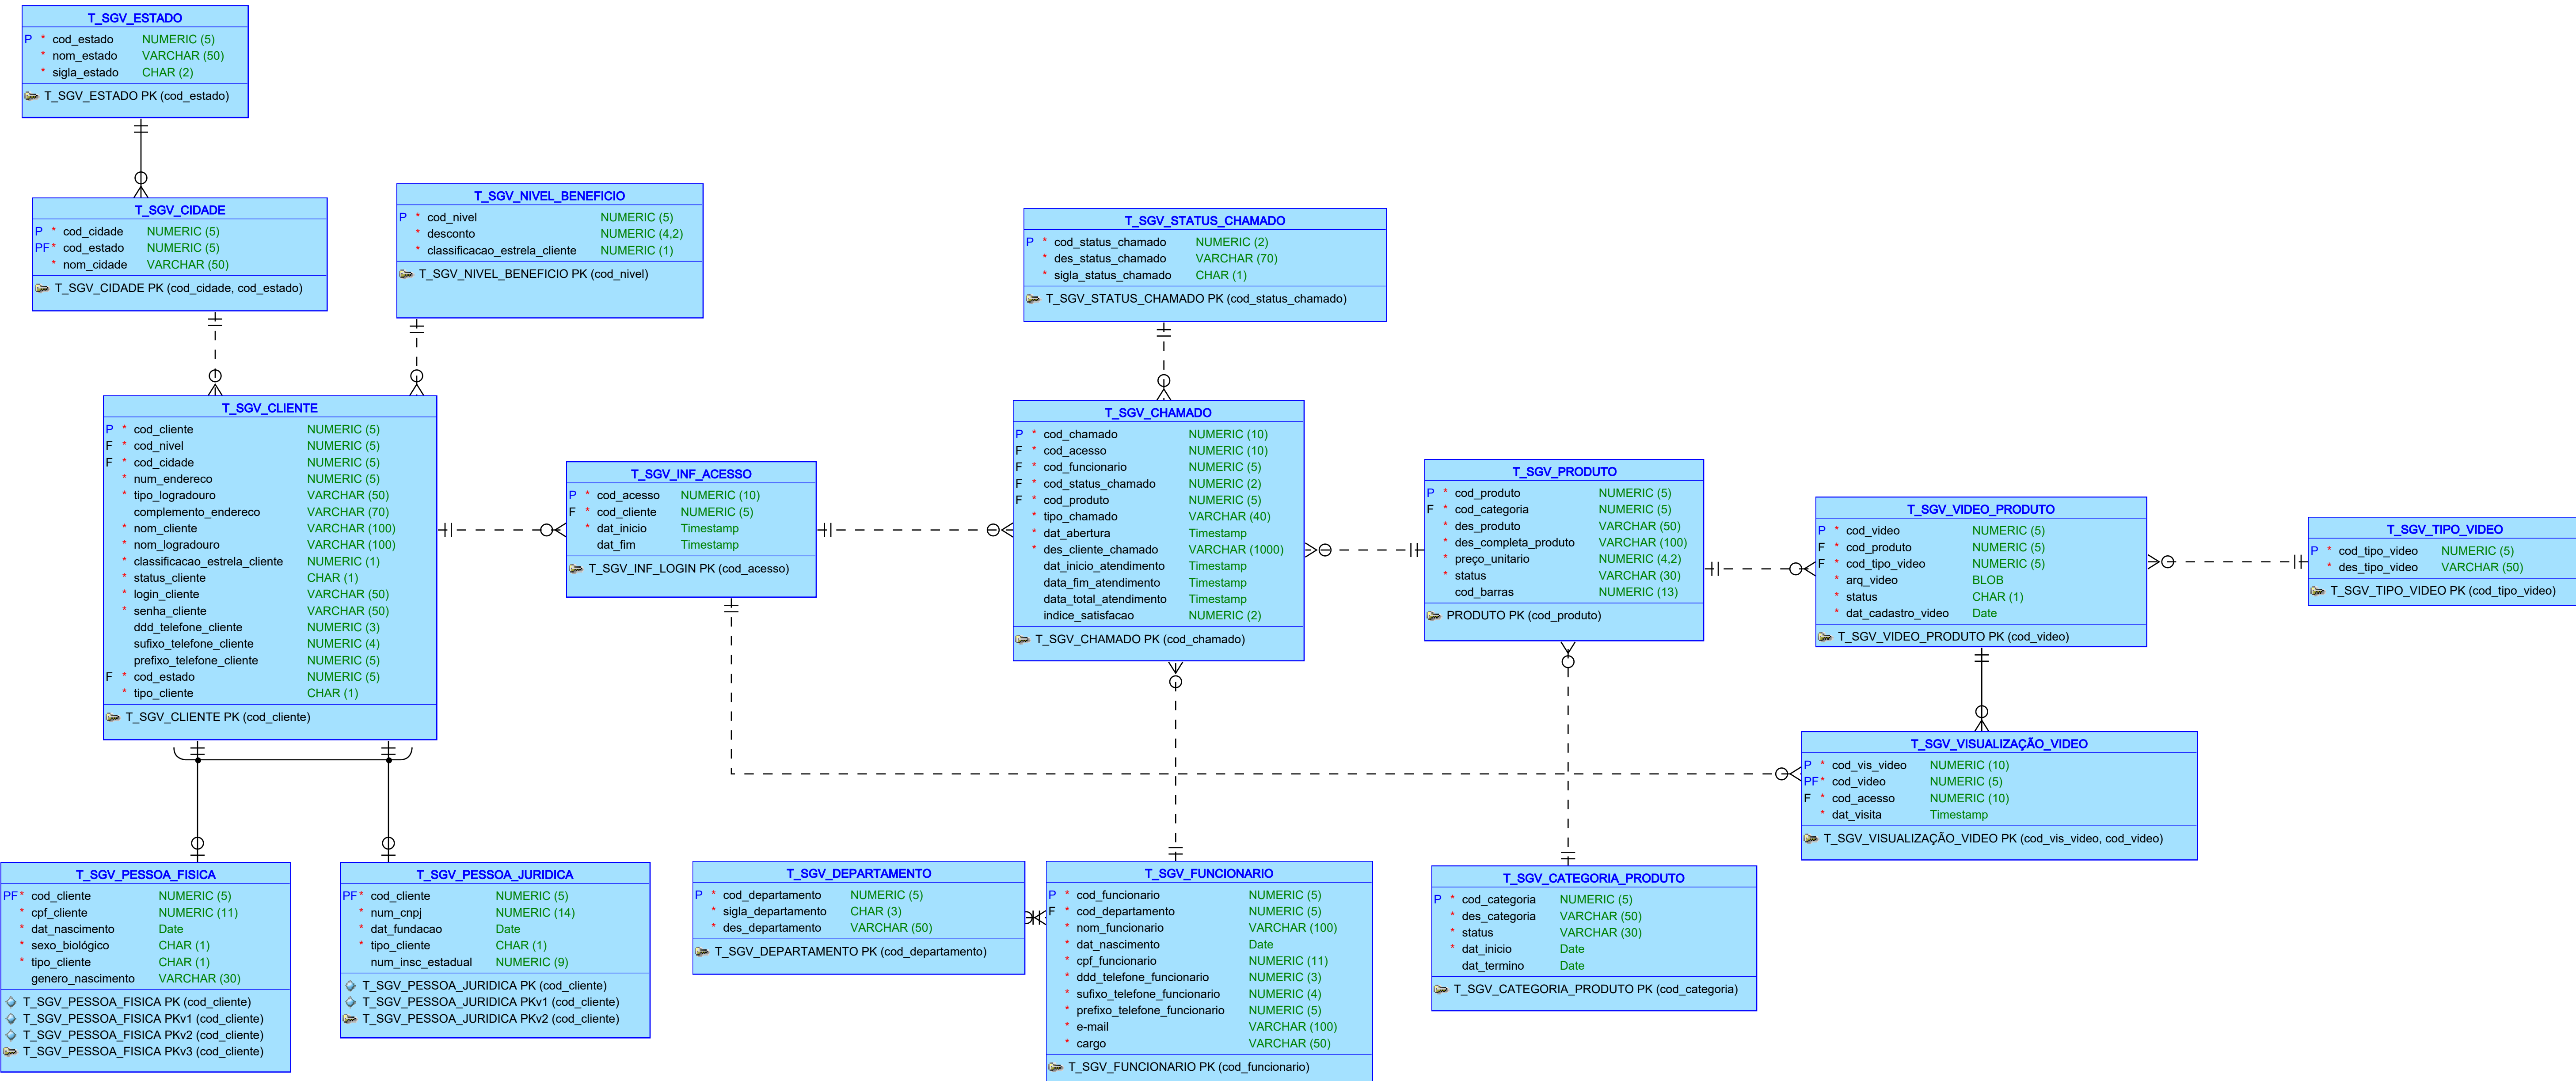 T_SGV_ESTADO
P * cod_estado NUMERIC (5)
* nom_estado VARCHAR (50)
* sigla_estado CHAR (2)
T_SGV_ESTADO PK (cod_estado)
T_SGV_CIDADE
P * cod_cidade NUMERIC (5)
PF* cod_estado NUMERIC (5)
* nom_cidade VARCHAR (50)
T_SGV_CIDADE PK (cod_cidade, cod_estado)
T_SGV_NIVEL_BENEFICIO
P * cod_nivel NUMERIC (5)
* desconto NUMERIC (4,2)
* classificacao_estrela_cliente NUMERIC (1)
T_SGV_NIVEL_BENEFICIO PK (cod_nivel)
T_SGV_STATUS_CHAMADO
P * cod_status_chamado NUMERIC (2)
* des_status_chamado VARCHAR (70)
* sigla_status_chamado CHAR (1)
T_SGV_STATUS_CHAMADO PK (cod_status_chamado)
T_SGV_CLIENTE
P * cod_cliente NUMERIC (5)
F * cod_nivel NUMERIC (5)
F * cod_cidade NUMERIC (5)
* num_endereco NUMERIC (5)
* tipo_logradouro VARCHAR (50)
complemento_endereco VARCHAR (70)
* nom_cliente VARCHAR (100)
* nom_logradouro VARCHAR (100)
* classificacao_estrela_cliente NUMERIC (1)
* status_cliente CHAR (1)
* login_cliente VARCHAR (50)
* senha_cliente VARCHAR (50)
ddd_telefone_cliente NUMERIC (3)
sufixo_telefone_cliente NUMERIC (4)
prefixo_telefone_cliente NUMERIC (5)
F * cod_estado NUMERIC (5)
* tipo_cliente CHAR (1)
T_SGV_CLIENTE PK (cod_cliente)
T_SGV_INF_ACESSO
P * cod_acesso NUMERIC (10)
F * cod_cliente NUMERIC (5)
* dat_inicio Timestamp
dat_fim Timestamp
T_SGV_INF_LOGIN PK (cod_acesso)
T_SGV_CHAMADO
P * cod_chamado NUMERIC (10)
F * cod_acesso NUMERIC (10)
F * cod_funcionario NUMERIC (5)
F * cod_status_chamado NUMERIC (2)
F * cod_produto NUMERIC (5)
* tipo_chamado VARCHAR (40)
* dat_abertura Timestamp
* des_cliente_chamado VARCHAR (1000)
dat_inicio_atendimento Timestamp
data_fim_atendimento Timestamp
data_total_atendimento Timestamp
indice_satisfacao NUMERIC (2)
T_SGV_CHAMADO PK (cod_chamado)
T_SGV_PRODUTO
P * cod_produto NUMERIC (5)
F * cod_categoria NUMERIC (5)
* des_produto VARCHAR (50)
* des_completa_produto VARCHAR (100)
* preço_unitario NUMERIC (4,2)
* status VARCHAR (30)
cod_barras NUMERIC (13)
PRODUTO PK (cod_produto)
T_SGV_VIDEO_PRODUTO
P * cod_video NUMERIC (5)
F * cod_produto NUMERIC (5)
F * cod_tipo_video NUMERIC (5)
* arq_video BLOB
* status CHAR (1)
* dat_cadastro_video Date
T_SGV_VIDEO_PRODUTO PK (cod_video)
T_SGV_TIPO_VIDEO
P * cod_tipo_video NUMERIC (5)
* des_tipo_video VARCHAR (50)
T_SGV_TIPO_VIDEO PK (cod_tipo_video)
T_SGV_VISUALIZAÇÃO_VIDEO
P * cod_vis_video NUMERIC (10)
PF* cod_video NUMERIC (5)
F * cod_acesso NUMERIC (10)
* dat_visita Timestamp
T_SGV_VISUALIZAÇÃO_VIDEO PK (cod_vis_video, cod_video)
T_SGV_PESSOA_FISICA
PF* cod_cliente NUMERIC (5)
* cpf_cliente NUMERIC (11)
* dat_nascimento Date
* sexo_biológico CHAR (1)
* tipo_cliente CHAR (1)
genero_nascimento VARCHAR (30)
T_SGV_PESSOA_FISICA PK (cod_cliente)
T_SGV_PESSOA_FISICA PKv1 (cod_cliente)
T_SGV_PESSOA_FISICA PKv2 (cod_cliente)
T_SGV_PESSOA_FISICA PKv3 (cod_cliente)
T_SGV_PESSOA_JURIDICA
PF* cod_cliente NUMERIC (5)
* num_cnpj NUMERIC (14)
* dat_fundacao Date
* tipo_cliente CHAR (1)
num_insc_estadual NUMERIC (9)
T_SGV_PESSOA_JURIDICA PK (cod_cliente)
T_SGV_PESSOA_JURIDICA PKv1 (cod_cliente)
T_SGV_PESSOA_JURIDICA PKv2 (cod_cliente)
T_SGV_DEPARTAMENTO
P * cod_departamento NUMERIC (5)
* sigla_departamento CHAR (3)
* des_departamento VARCHAR (50)
T_SGV_DEPARTAMENTO PK (cod_departamento)
T_SGV_FUNCIONARIO
P * cod_funcionario NUMERIC (5)
F * cod_departamento NUMERIC (5)
* nom_funcionario VARCHAR (100)
* dat_nascimento Date
* cpf_funcionario NUMERIC (11)
* ddd_telefone_funcionario NUMERIC (3)
* sufixo_telefone_funcionario NUMERIC (4)
* prefixo_telefone_funcionario NUMERIC (5)
* e-mail VARCHAR (100)
* cargo VARCHAR (50)
T_SGV_FUNCIONARIO PK (cod_funcionario)
T_SGV_CATEGORIA_PRODUTO
P * cod_categoria NUMERIC (5)
* des_categoria VARCHAR (50)
* status VARCHAR (30)
* dat_inicio Date
dat_termino Date
T_SGV_CATEGORIA_PRODUTO PK (cod_categoria)